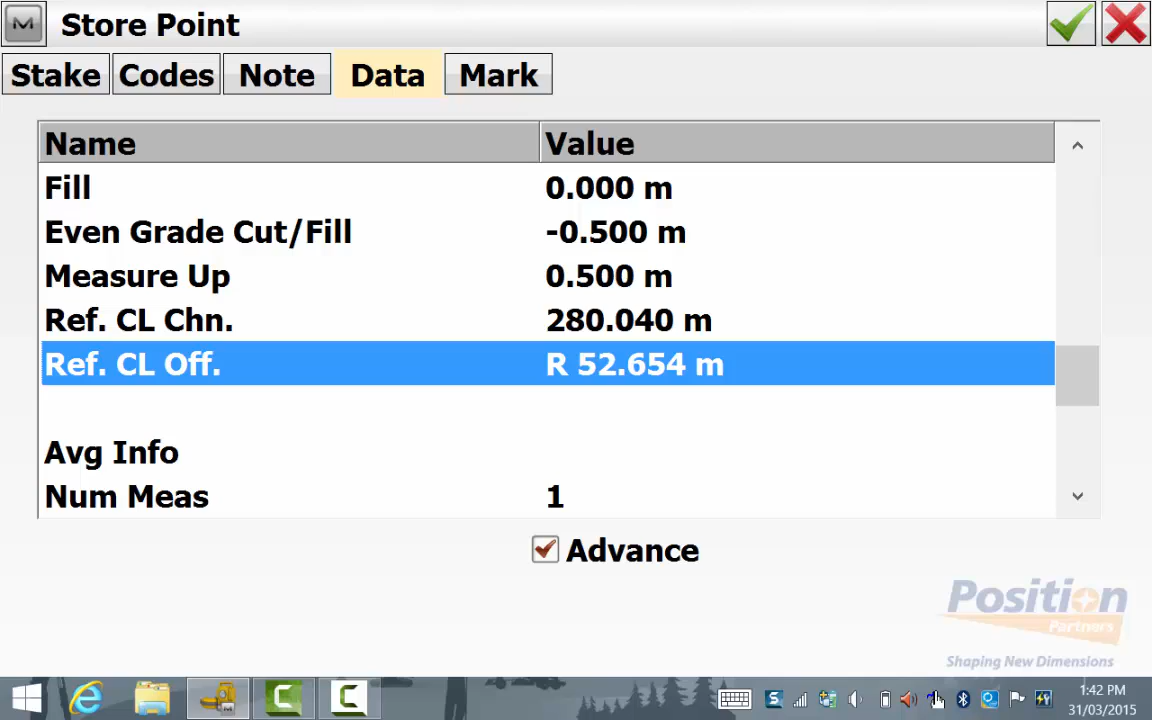 Store Point
Stake Codes Note Data Mark
Name Value
Fill 0.000 m
Even Grade Cut/Fill -0.500 m
Measure Up 0.500 m
Ref. CL Chn. 280.040 m
Ref. CL Off. R 52.654 m
Avg Info
Num Meas 1
Advance
Position
Partners
Shaping New Dimensions
1:42 PM
31/03/2015